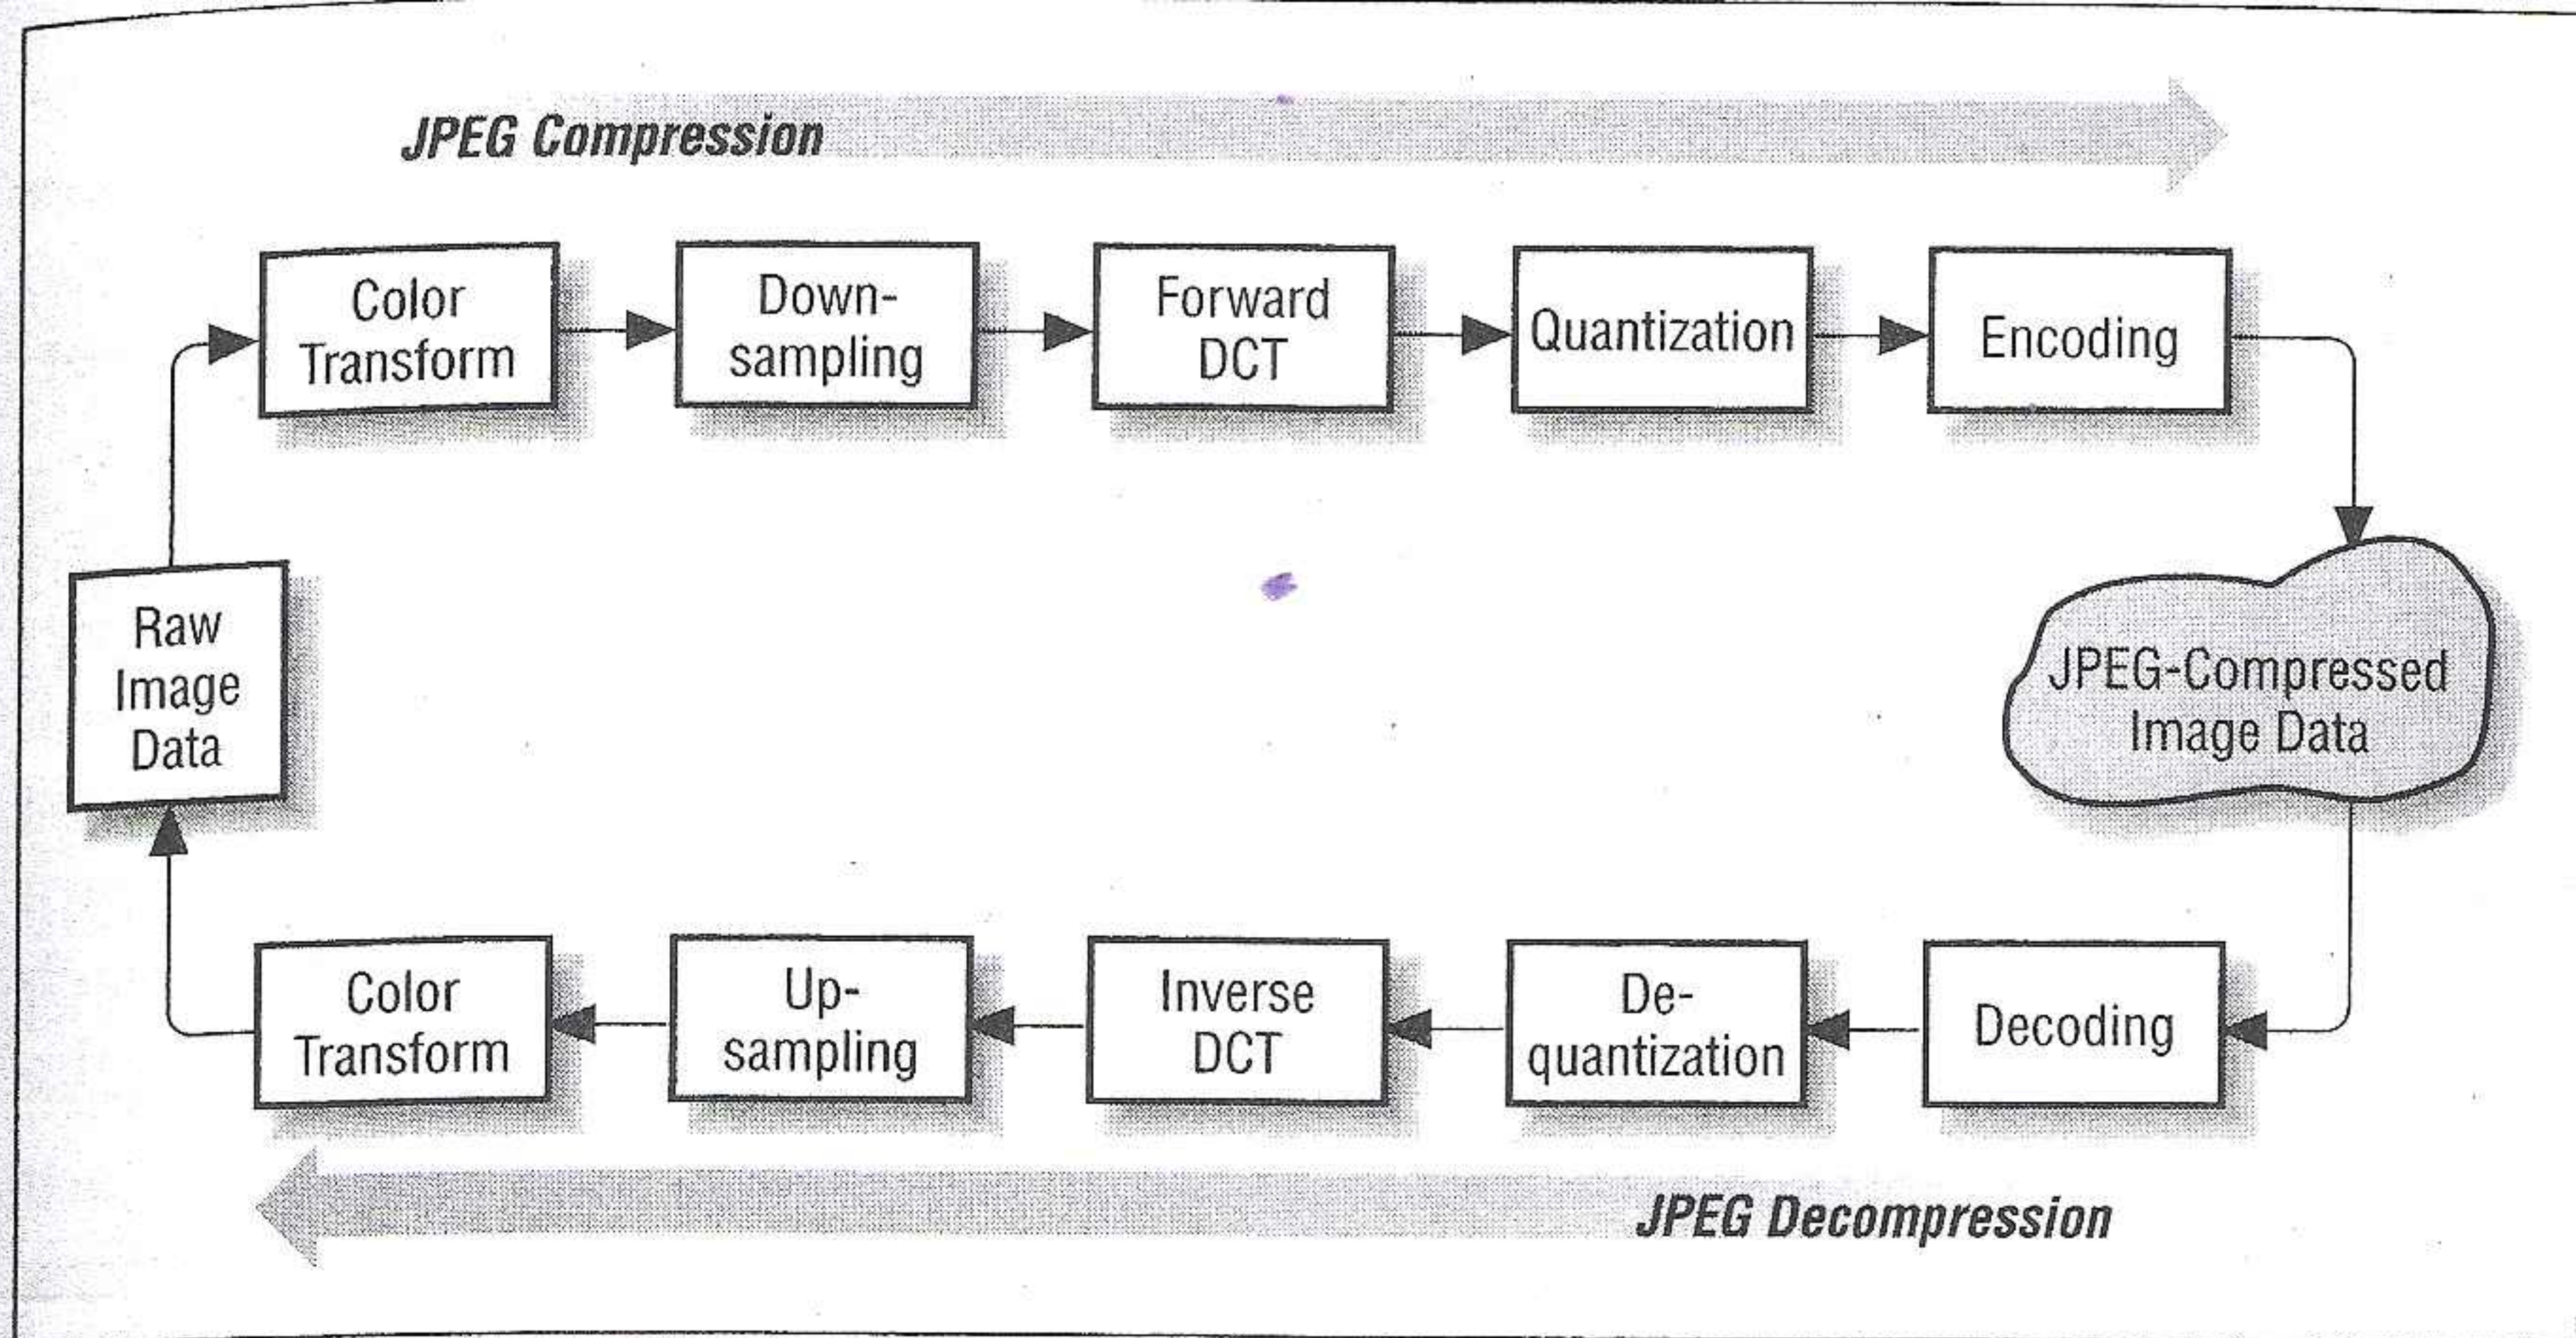 JPEG Compression
Color
Transform
Down-
sampling
Forward
DCT
Quantization
Encoding
Raw
Image
Data
JPEG-Compressed
Image Data
Color
Transform
Up-
sampling
Inverse
DCT
De-
quantization
Decoding
JPEG Decompression